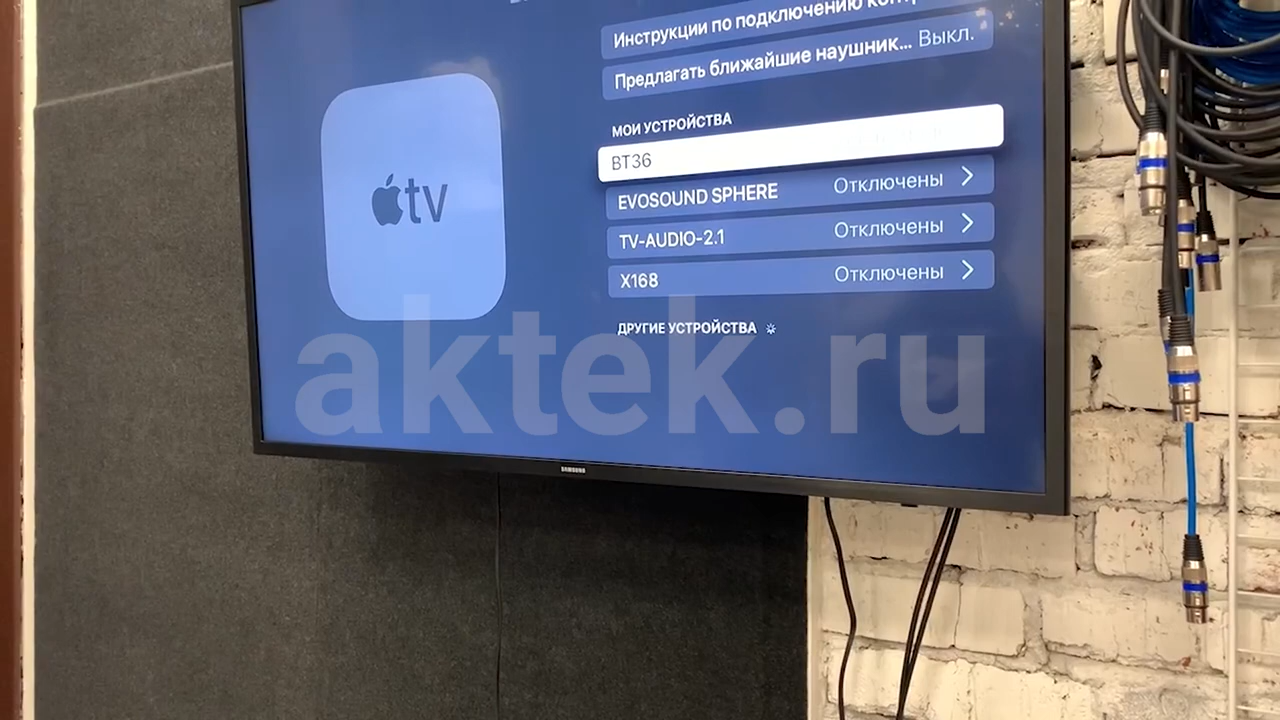 Инструкции по подключению
Предлагать ближайшие наушник... Выкл.
МОИ УСТРОЙСТВА
BT36
EVOSOUND SPHERE Отключены
TV-AUDIO-2.1 Отключены
X168 Отключены
ДРУГИЕ УСТРОЙСТВА
tv
aktek.ru
SAMSUNG